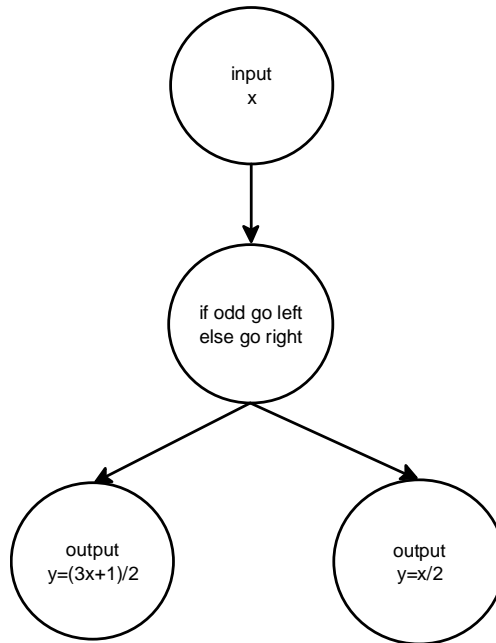 input
x
if odd go left
else go right
output
y=(3x+1)/2
output
y=x/2